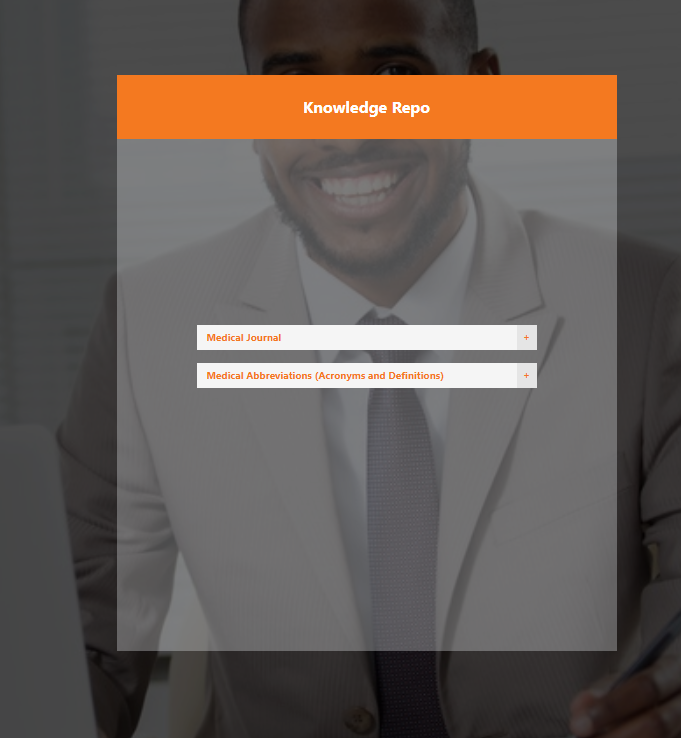 Knowledge Repo
Medical Journal +
Medical Abbreviations (Acronyms and Definitions) +